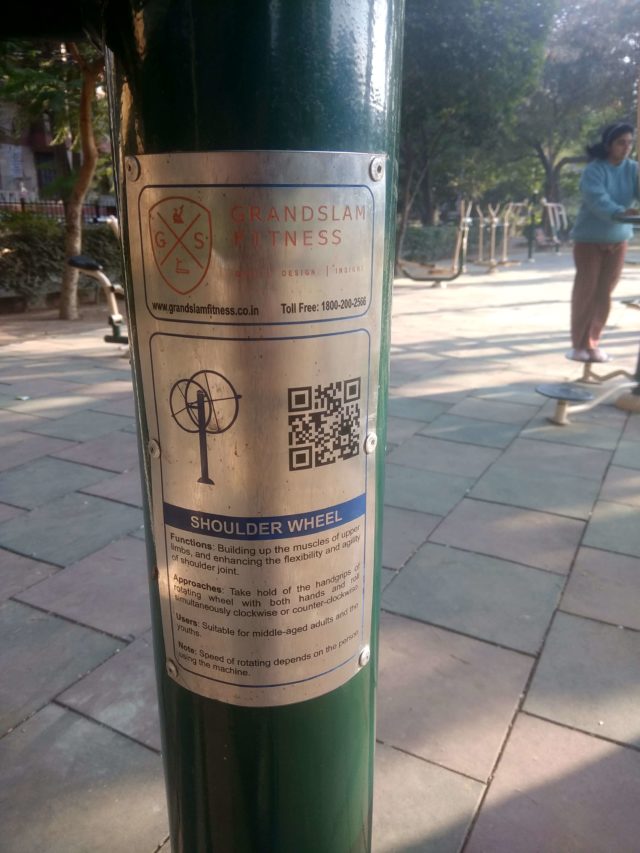 G S
GRANDSLAM
FITNESS
DESIGN | INSIGHT
www.grandslamfitness.co.in Toll Free: 1800-200-2566
SHOULDER WHEEL
Functions: Building up the muscles of upper
limbs, and enhancing the flexibility and agility
of shoulder joint.
Approaches: Take hold of the handgrips of
rotating wheel with both hands and roll
simultaneously clockwise or counter-clockwise.
Users: Suitable for middle-aged adults and the
youths.
Note: Speed of rotating depends on the person
using the machine.